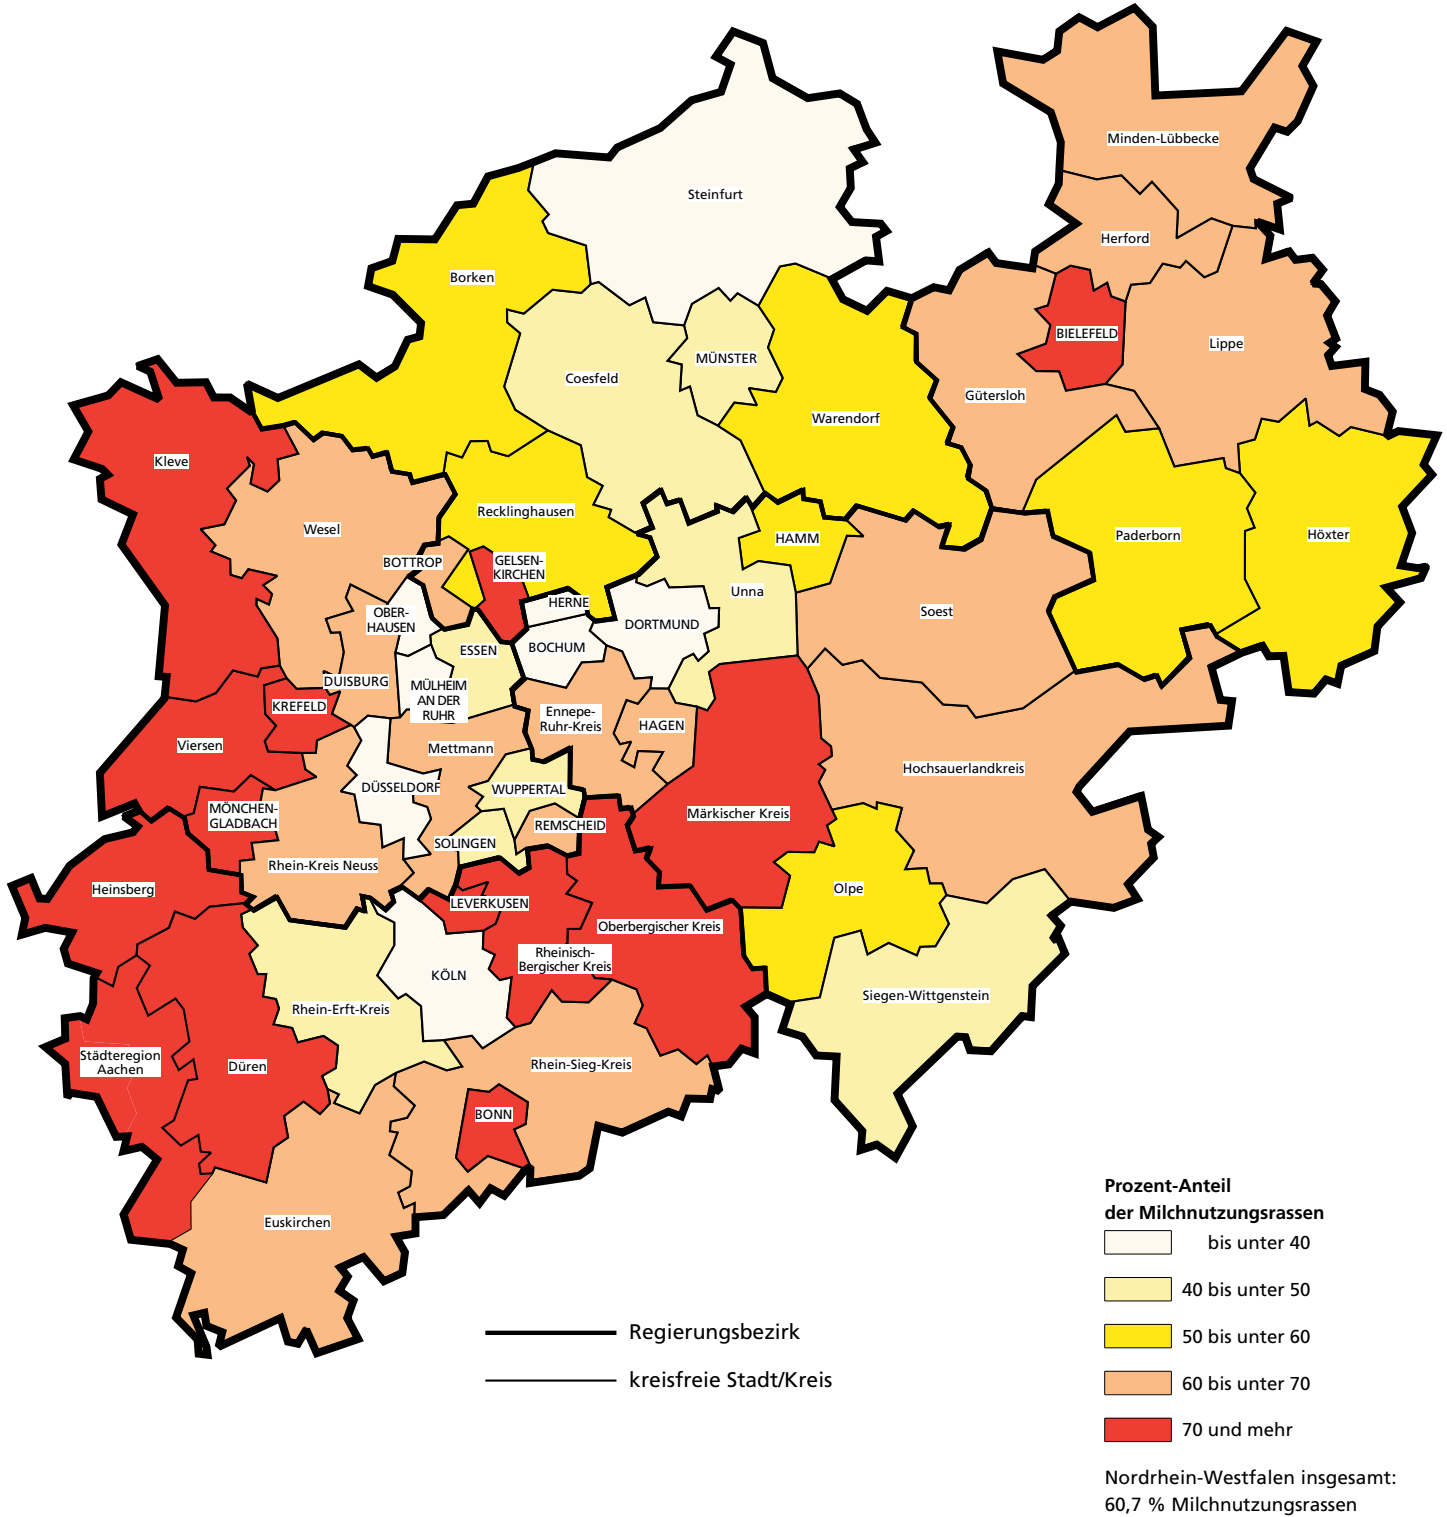 Minden-Lübbecke
Steinfurt
Herford
Borken
BIELEFELD
Lippe
MÜNSTER
Coesfeld
Gütersloh
Warendorf
Kleve
Recklinghausen
Wesel
HAMM
Paderborn
Höxter
BOTTROP
GELSEN-
KIRCHEN
Unna
HERNE
OBER-
HAUSEN
Soest
DORTMUND
ESSEN
BOCHUM
DUISBURG
MÜLHEIM
AN DER
RUHR
KREFELD
Ennepe-
Ruhr-Kreis
HAGEN
Viersen
Mettmann
Hochsauerlandkreis
DÜSSELDORF
WUPPERTAL
MÖNCHEN-
GLADBACH
Märkischer Kreis
REMSCHEID
SOLINGEN
Rhein-Kreis Neuss
Heinsberg
Olpe
LEVERKUSEN
Oberbergischer Kreis
Rheinisch-
Bergischer Kreis
KÖLN
Siegen-Wittgenstein
Rhein-Erft-Kreis
Städteregion
Aachen
Düren
Rhein-Sieg-Kreis
BONN
Euskirchen
Prozent-Anteil
der Milchnutzungsrassen
bis unter 40
40 bis unter 50
50 bis unter 60
60 bis unter 70
70 und mehr
Regierungsbezirk
kreisfreie Stadt/Kreis
Nordrhein-Westfalen insgesamt:
60,7 % Milchnutzungsrassen